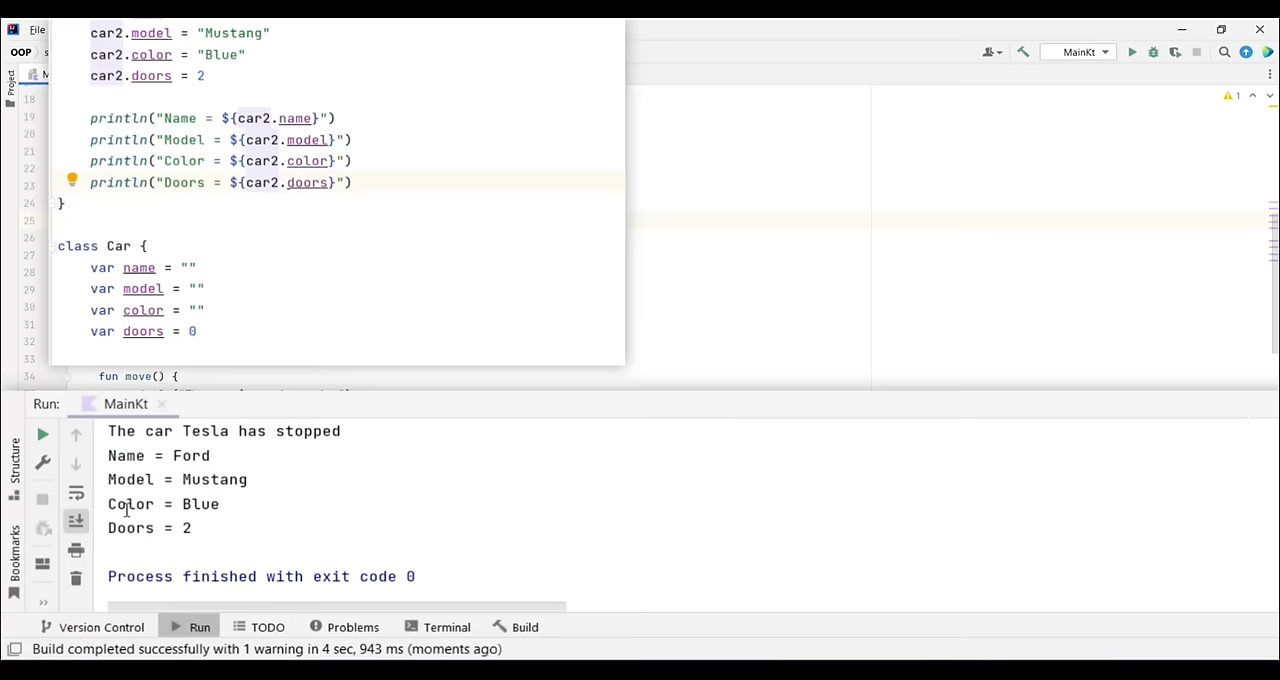 File
car2.model = "Mustang"
OOP
car2.color = "Blue"
MainKt
car2.doors = 2
Project
M
18
1
19
println("Name = ${car2.name}")
20
println("Model = ${car2.model}")
21
println("Color = ${car2.color}")
22
println("Doors = ${car2.doors}")
23
24
}
25
26
class Car {
27
var name = ""
28
var model = ""
29
var color = ""
30
var doors = 0
31
32
33
34
fun move() {
Run:
MainKt
The car Tesla has stopped
Name = Ford
Model = Mustang
Color = Blue
Doors = 2
Process finished with exit code 0
Structure
Bookmarks
Version Control
Run
TODO
Problems
Terminal
Build
Build completed successfully with 1 warning in 4 sec, 943 ms (moments ago)